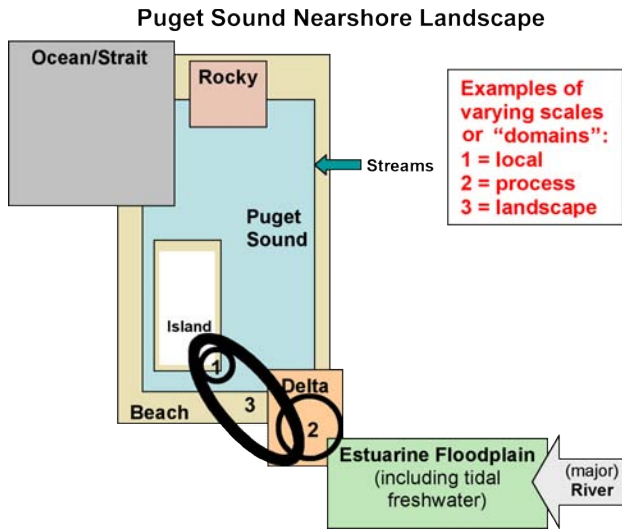 Puget Sound Nearshore Landscape
Ocean/Strait
Rocky
Examples of
varying scales
or "domains":
1 = local
2 = process
3 = landscape
Streams
Puget
Sound
Island
1
Delta
3
Beach
2
Estuarine Floodplain
(including tidal
freshwater)
(major)
River